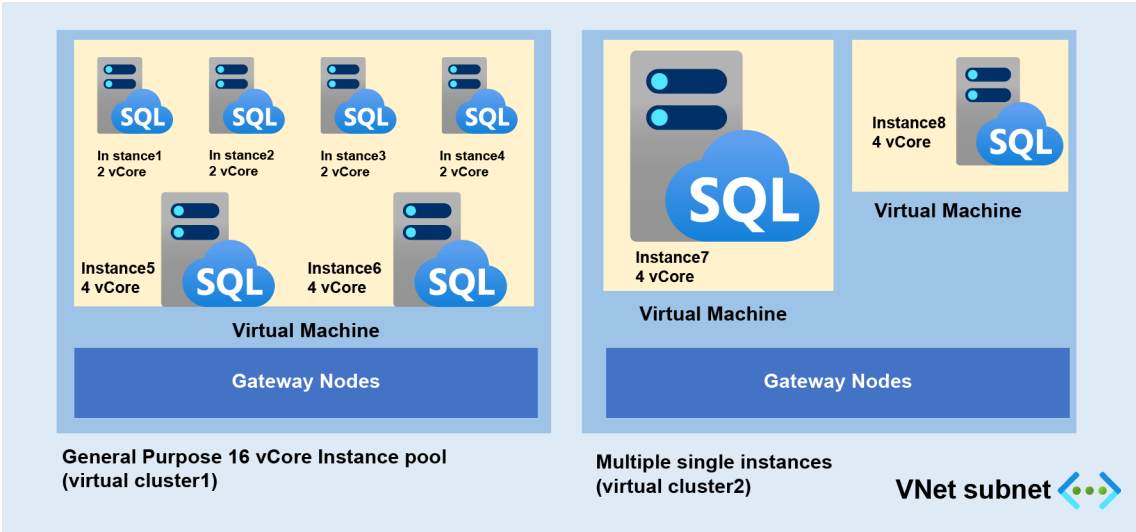 SQL SQL SQL SQL
In stance1 In stance2 In stance3 In stance4
2 vCore 2 vCore 2 vCore 2 vCore
Instance5 SQL Instance6 SQL
4 vCore 4 vCore
Virtual Machine
Gateway Nodes
General Purpose 16 vCore Instance pool
(virtual cluster1)
SQL
Instance7
4 vCore
Virtual Machine
Instance8
4 vCore
SQL
Virtual Machine
Gateway Nodes
Multiple single instances
(virtual cluster2)
VNet subnet